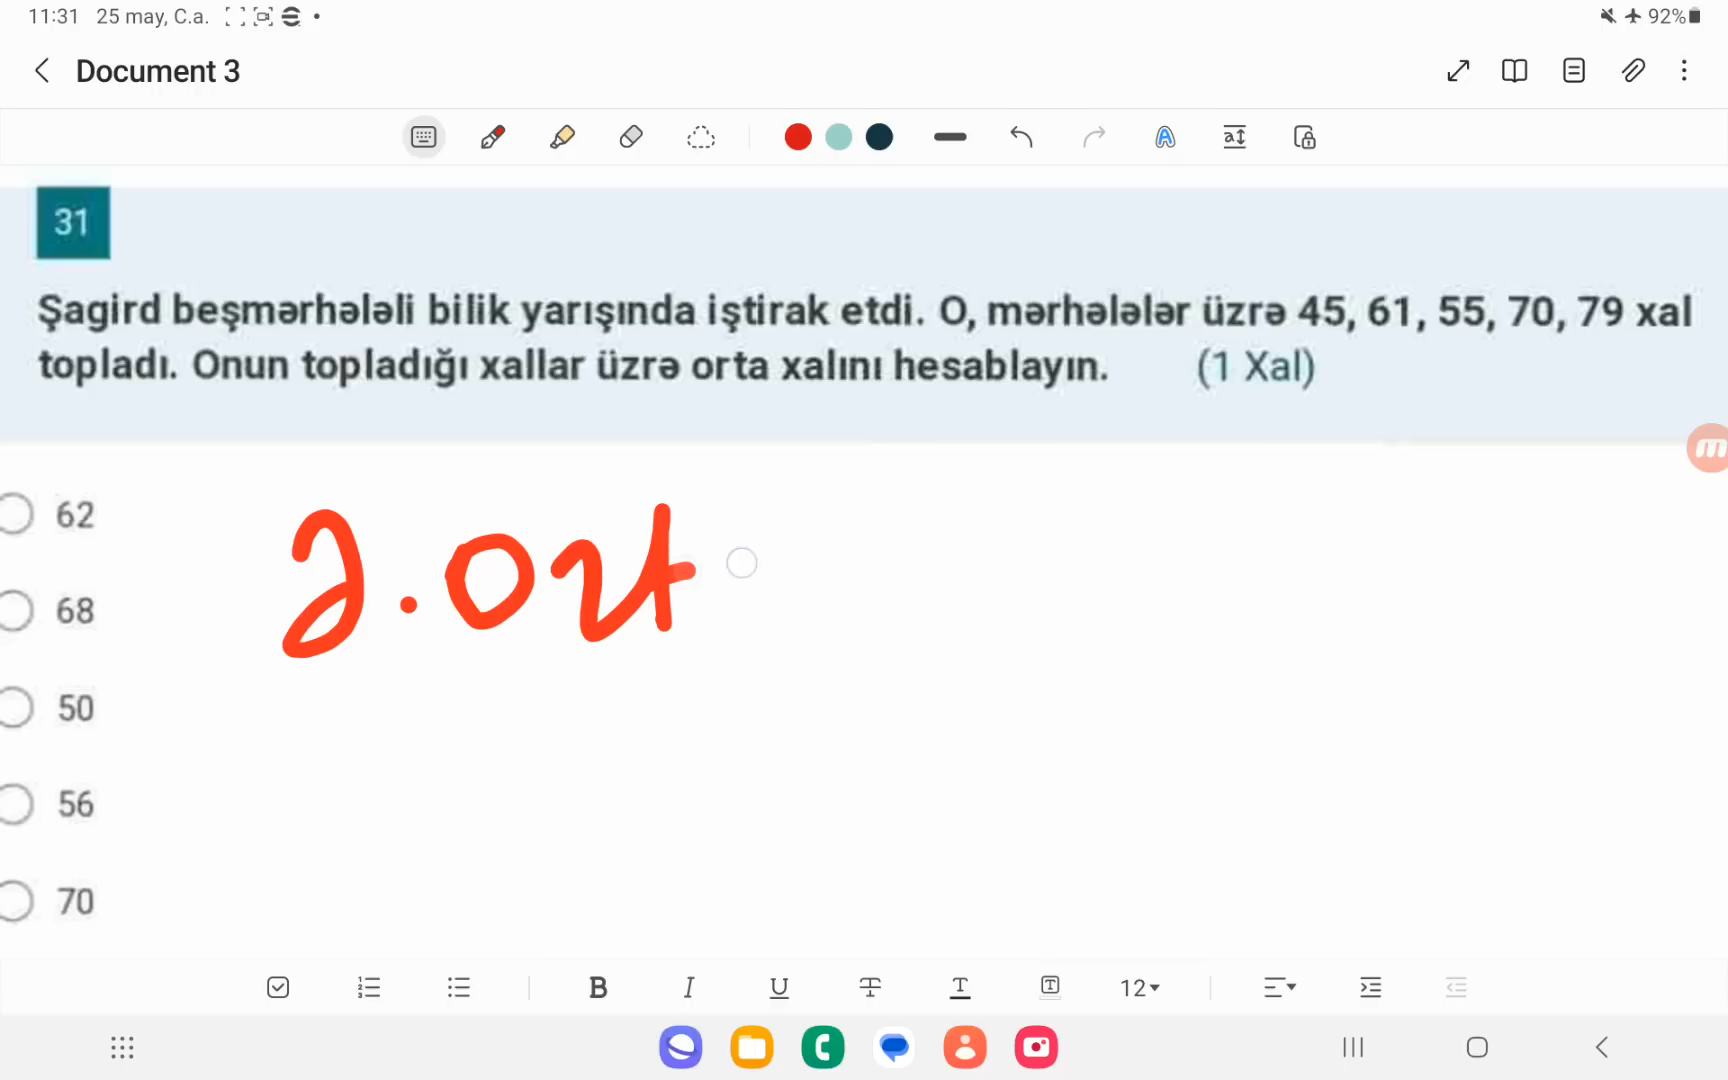 11:31 25 may, C.a. 92%
Document 3
31
Şagird beşmərhələli bilik yarışında iştirak etdi. O, mərhələlər üzrə 45, 61, 55, 70, 79 xal
topladı. Onun topladığı xallar üzrə orta xalını hesablayın. (1 Xal)
62
68
50
56
70
Ə.ort
12